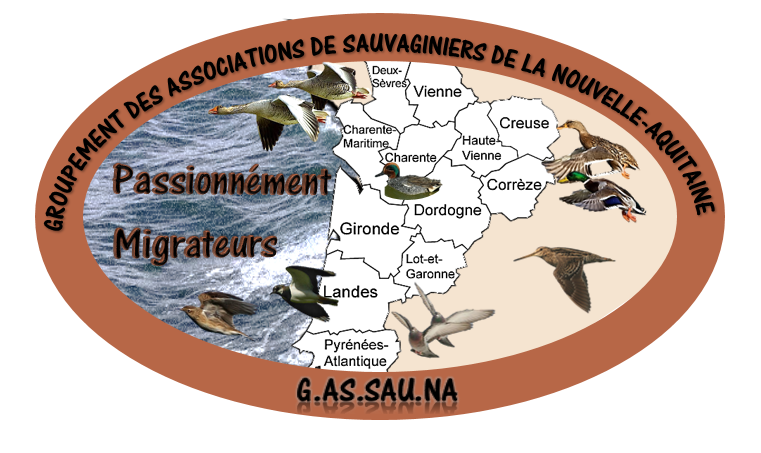 GROUPEMENT DES ASSOCIATIONS DE SAUVAGINIERS DE LA NOUVELLE-AQUITAINE
Deux-
Sèvres
Vienne
Charente-
Maritime
Charente
Haute-
Vienne
Creuse
Corrèze
Passionnément
Migrateurs
Gironde
Dordogne
Lot-et-
Garonne
Landes
Pyrénées-
Atlantique
G.AS.SAU.NA